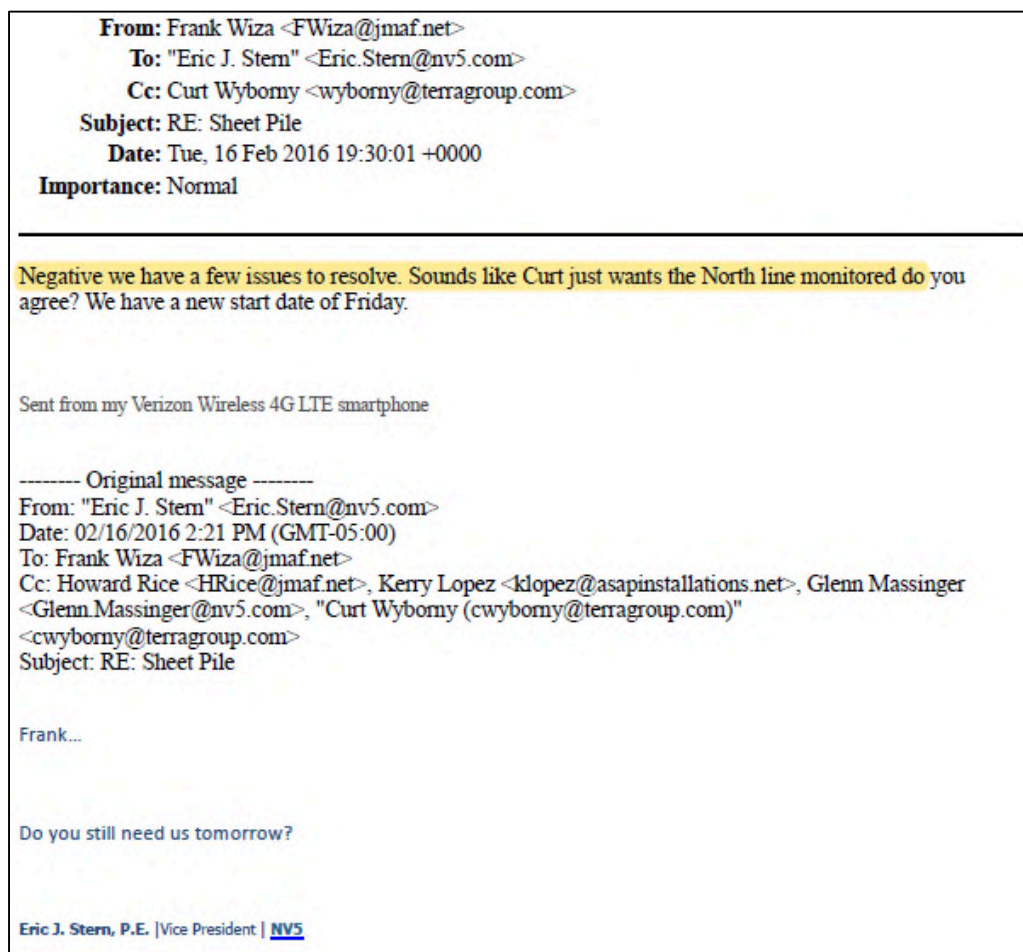 From: Frank Wiza <FWiza@jmaf.net>
To: "Eric J. Stern" <Eric.Stern@nv5.com>
Cc: Curt Wyborny <wyborny@terragroup.com>
Subject: RE: Sheet Pile
Date: Tue, 16 Feb 2016 19:30:01 +0000
Importance: Normal
Negative we have a few issues to resolve. Sounds like Curt just wants the North line monitored do you
agree? We have a new start date of Friday.
Sent from my Verizon Wireless 4G LTE smartphone
-------- Original message --------
From: "Eric J. Stern" <Eric.Stern@nv5.com>
Date: 02/16/2016 2:21 PM (GMT-05:00)
To: Frank Wiza <FWiza@jmaf.net>
Cc: Howard Rice <HRice@jmaf.net>, Kerry Lopez <klopez@asapinstallations.net>, Glenn Massinger
<Glenn.Massinger@nv5.com>, "Curt Wyborny (cwyborny@terragroup.com)"
<cwyborny@terragroup.com>
Subject: RE: Sheet Pile
Frank...
Do you still need us tomorrow?
Eric J. Stern, P.E. |Vice President | NV5